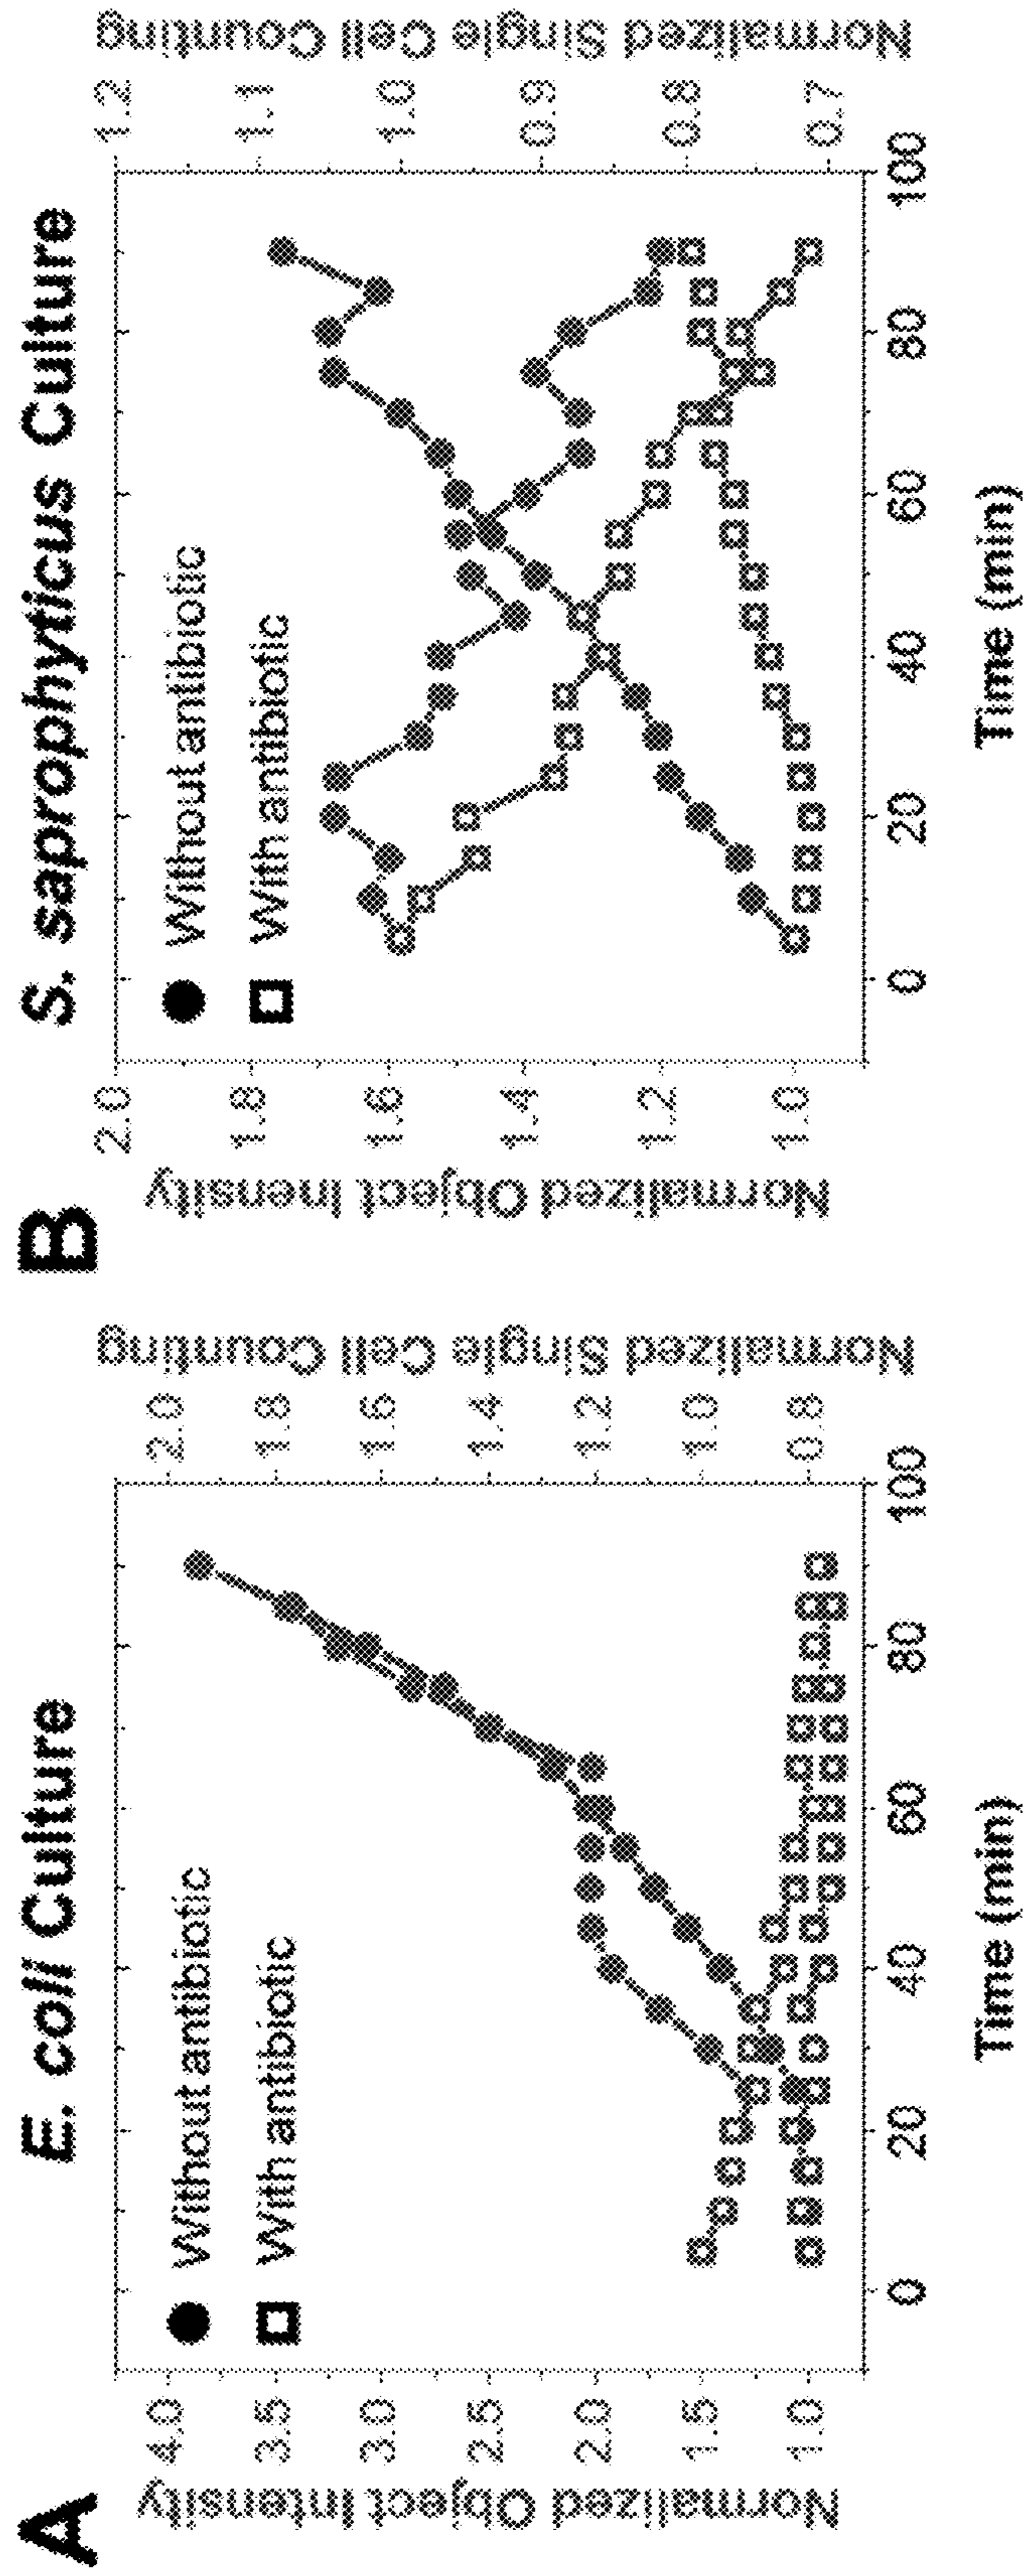 A
E. coli Culture
Normalized Object Intensity
4.0
3.5
3.0
2.5
2.0
1.5
1.0
Without antibiotic
With antibiotic
2.0
1.8
1.6
1.4
1.2
1.0
0.8
Normalized Single Cell Counting
0 20 40 60 80 100
Time (min)
B
S. saprophyticus Culture
Normalized Object Inensity
2.0
1.8
1.6
1.4
1.2
1.0
Without antibiotic
With antibiotic
1.2
1.1
1.0
0.9
0.8
0.7
Normalized Single Cell Counting
0 20 40 60 80 100
Time (min)